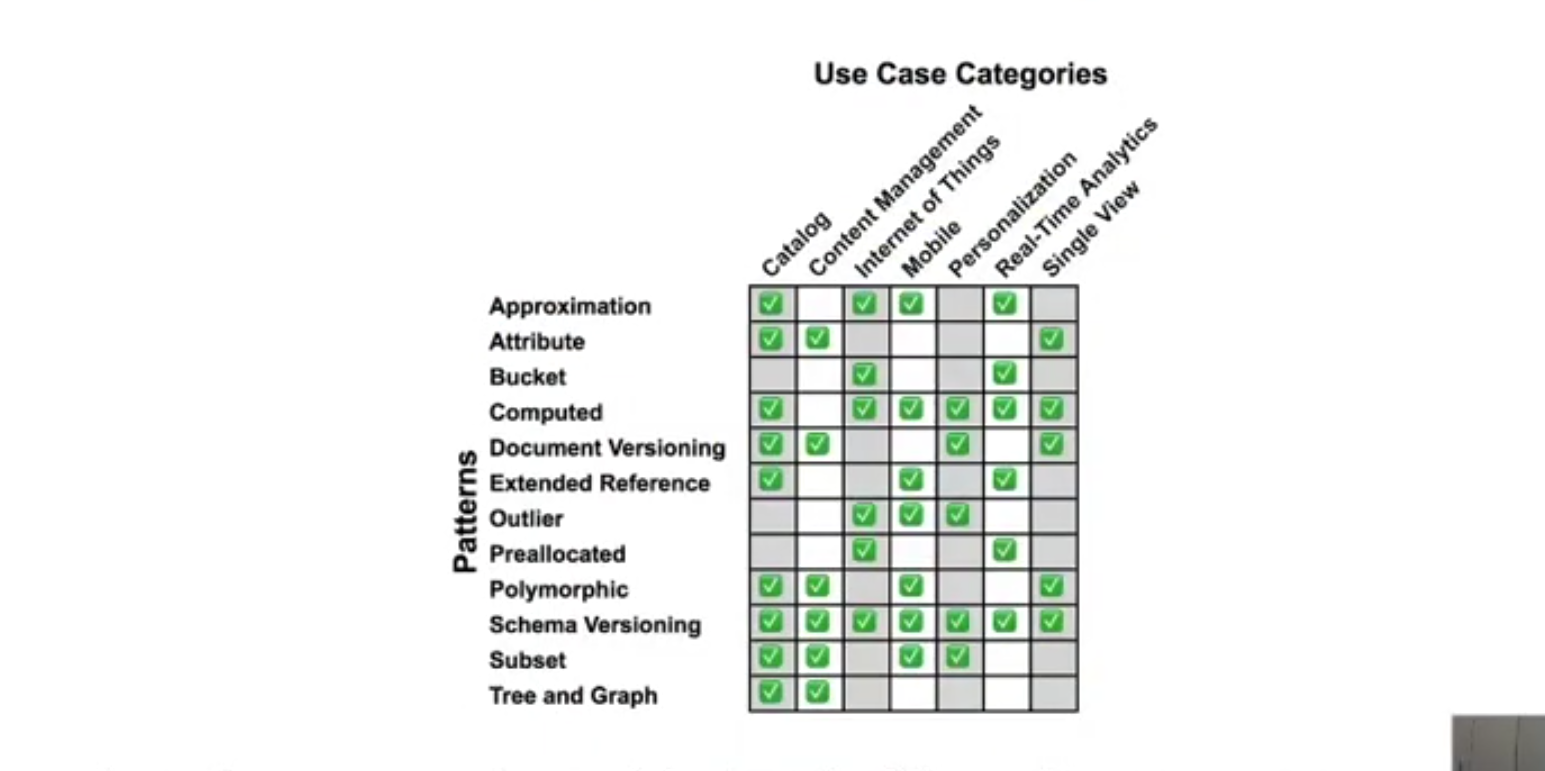 Use Case Categories
Catalog
Content Management
Internet of Things
Mobile
Personalization
Real-Time Analytics
Single View
Patterns
Approximation
Attribute
Bucket
Computed
Document Versioning
Extended Reference
Outlier
Preallocated
Polymorphic
Schema Versioning
Subset
Tree and Graph